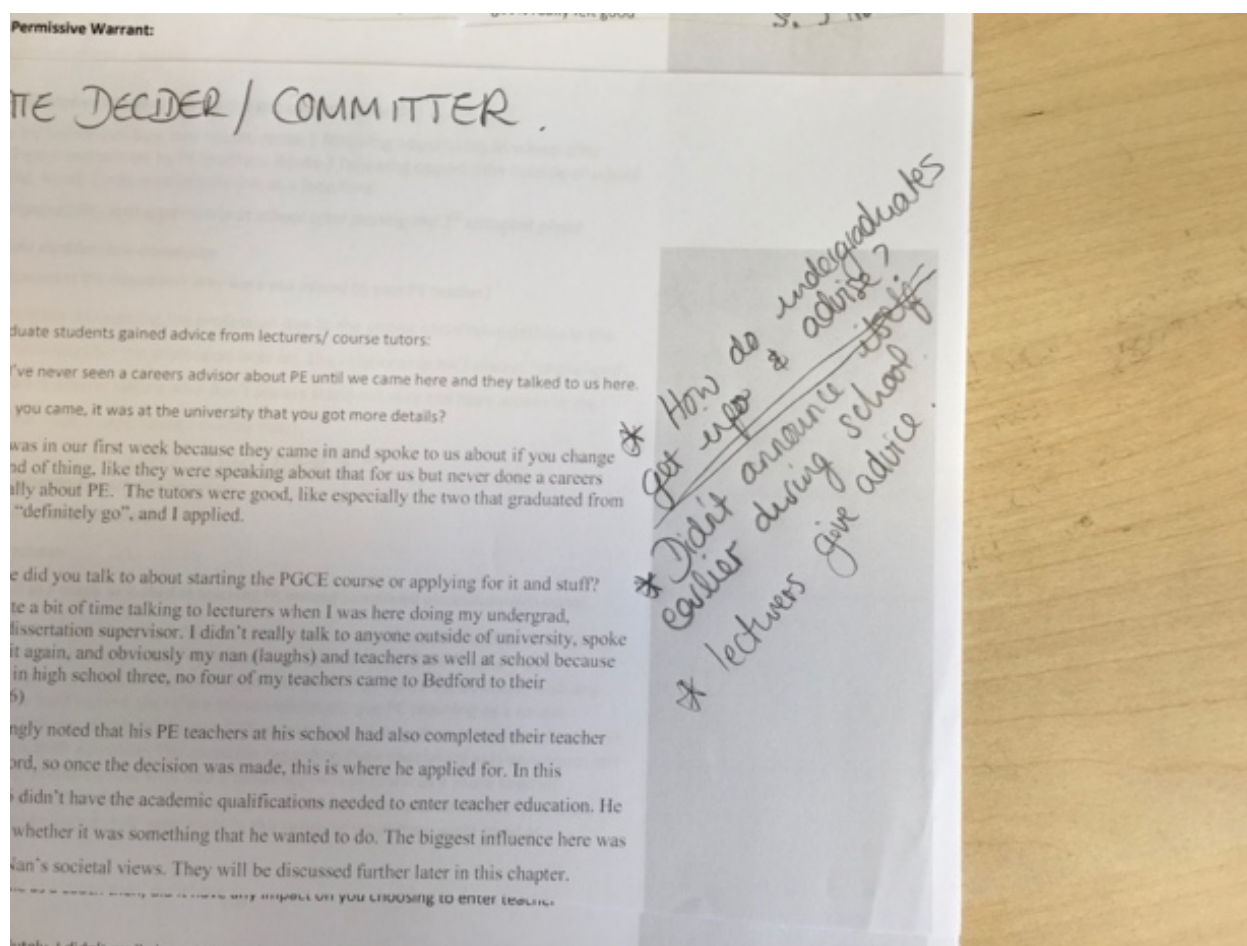 Permissive Warrant:
TE DECIDER / COMMITTER.
duate students gained advice from lecturers/ course tutors:
've never seen a careers advisor about PE until we came here and they talked to us here.
you came, it was at the university that you got more details?
was in our first week because they came in and spoke to us about if you change
nd of thing, like they were speaking about that for us but never done a careers
ally about PE. The tutors were good, like especially the two that graduated from
"definitely go", and I applied.
e did you talk to about starting the PGCE course or applying for it and stuff?
te a bit of time talking to lecturers when I was here doing my undergrad,
dissertation supervisor. I didn't really talk to anyone outside of university, spoke
it again, and obviously my nan (laughs) and teachers as well at school because
in high school three, no four of my teachers came to Bedford to their
6)
ngly noted that his PE teachers at his school had also completed their teacher
ord, so once the decision was made, this is where he applied for. In this
didn't have the academic qualifications needed to enter teacher education. He
whether it was something that he wanted to do. The biggest influence here was
ian's societal views. They will be discussed further later in this chapter.
impact on you choosing to enter
* How do undergraduates
get info & advise?
* Didn't announce itself
earlier during school.
* lecturers give advice.